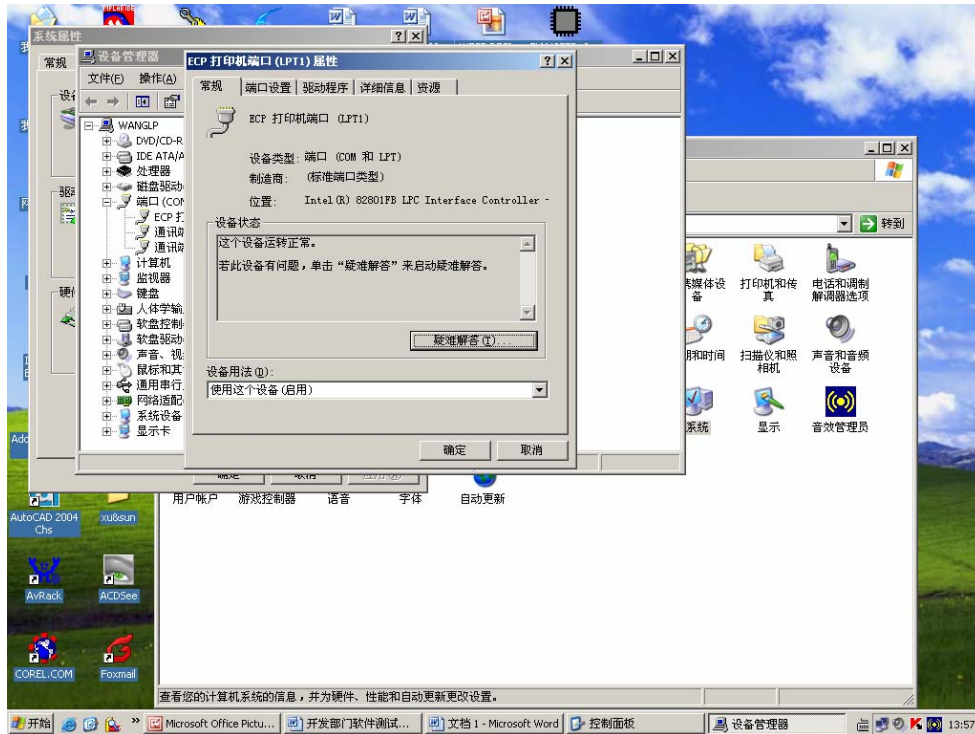 系统属性
常规
设备管理器
文件(F) 操作(A)
WANGLP
DVD/CD-R
IDE ATA/A
处理器
磁盘驱动
端口 (COM
ECP 打
通讯端
通讯端
计算机
监视器
键盘
人体学输
软盘控制
软盘驱动
声音、视
鼠标和其
通用串行
网络适配
系统设备
显示卡
ECP 打印机端口 (LPT1) 属性
常规 端口设置 驱动程序 详细信息 资源
ECP 打印机端口 (LPT1)
设备类型: 端口 (COM 和 LPT)
制造商: (标准端口类型)
位置: Intel(R) 82801FB LPC Interface Controller -
设备状态
这个设备运转正常。
若此设备有问题，单击“疑难解答”来启动疑难解答。
疑难解答(T)...
设备用法(D):
使用这个设备(启用)
确定 取消
转到
打印机和传真
电话和调制解调器选项
扫描仪和照相机
声音和音频设备
系统
显示
音效管理员
用户帐户 游戏控制器 语音 字体 自动更新
AutoCAD 2004 Chs
xu&sun
AvRack
ACDSee
COREL.COM
Foxmail
查看您的计算机系统的信息，并为硬件、性能和自动更新更改设置。
开始 Microsoft Office Pictu... 开发部门软件测试... 文档 1 - Microsoft Word 控制面板 设备管理器 13:57